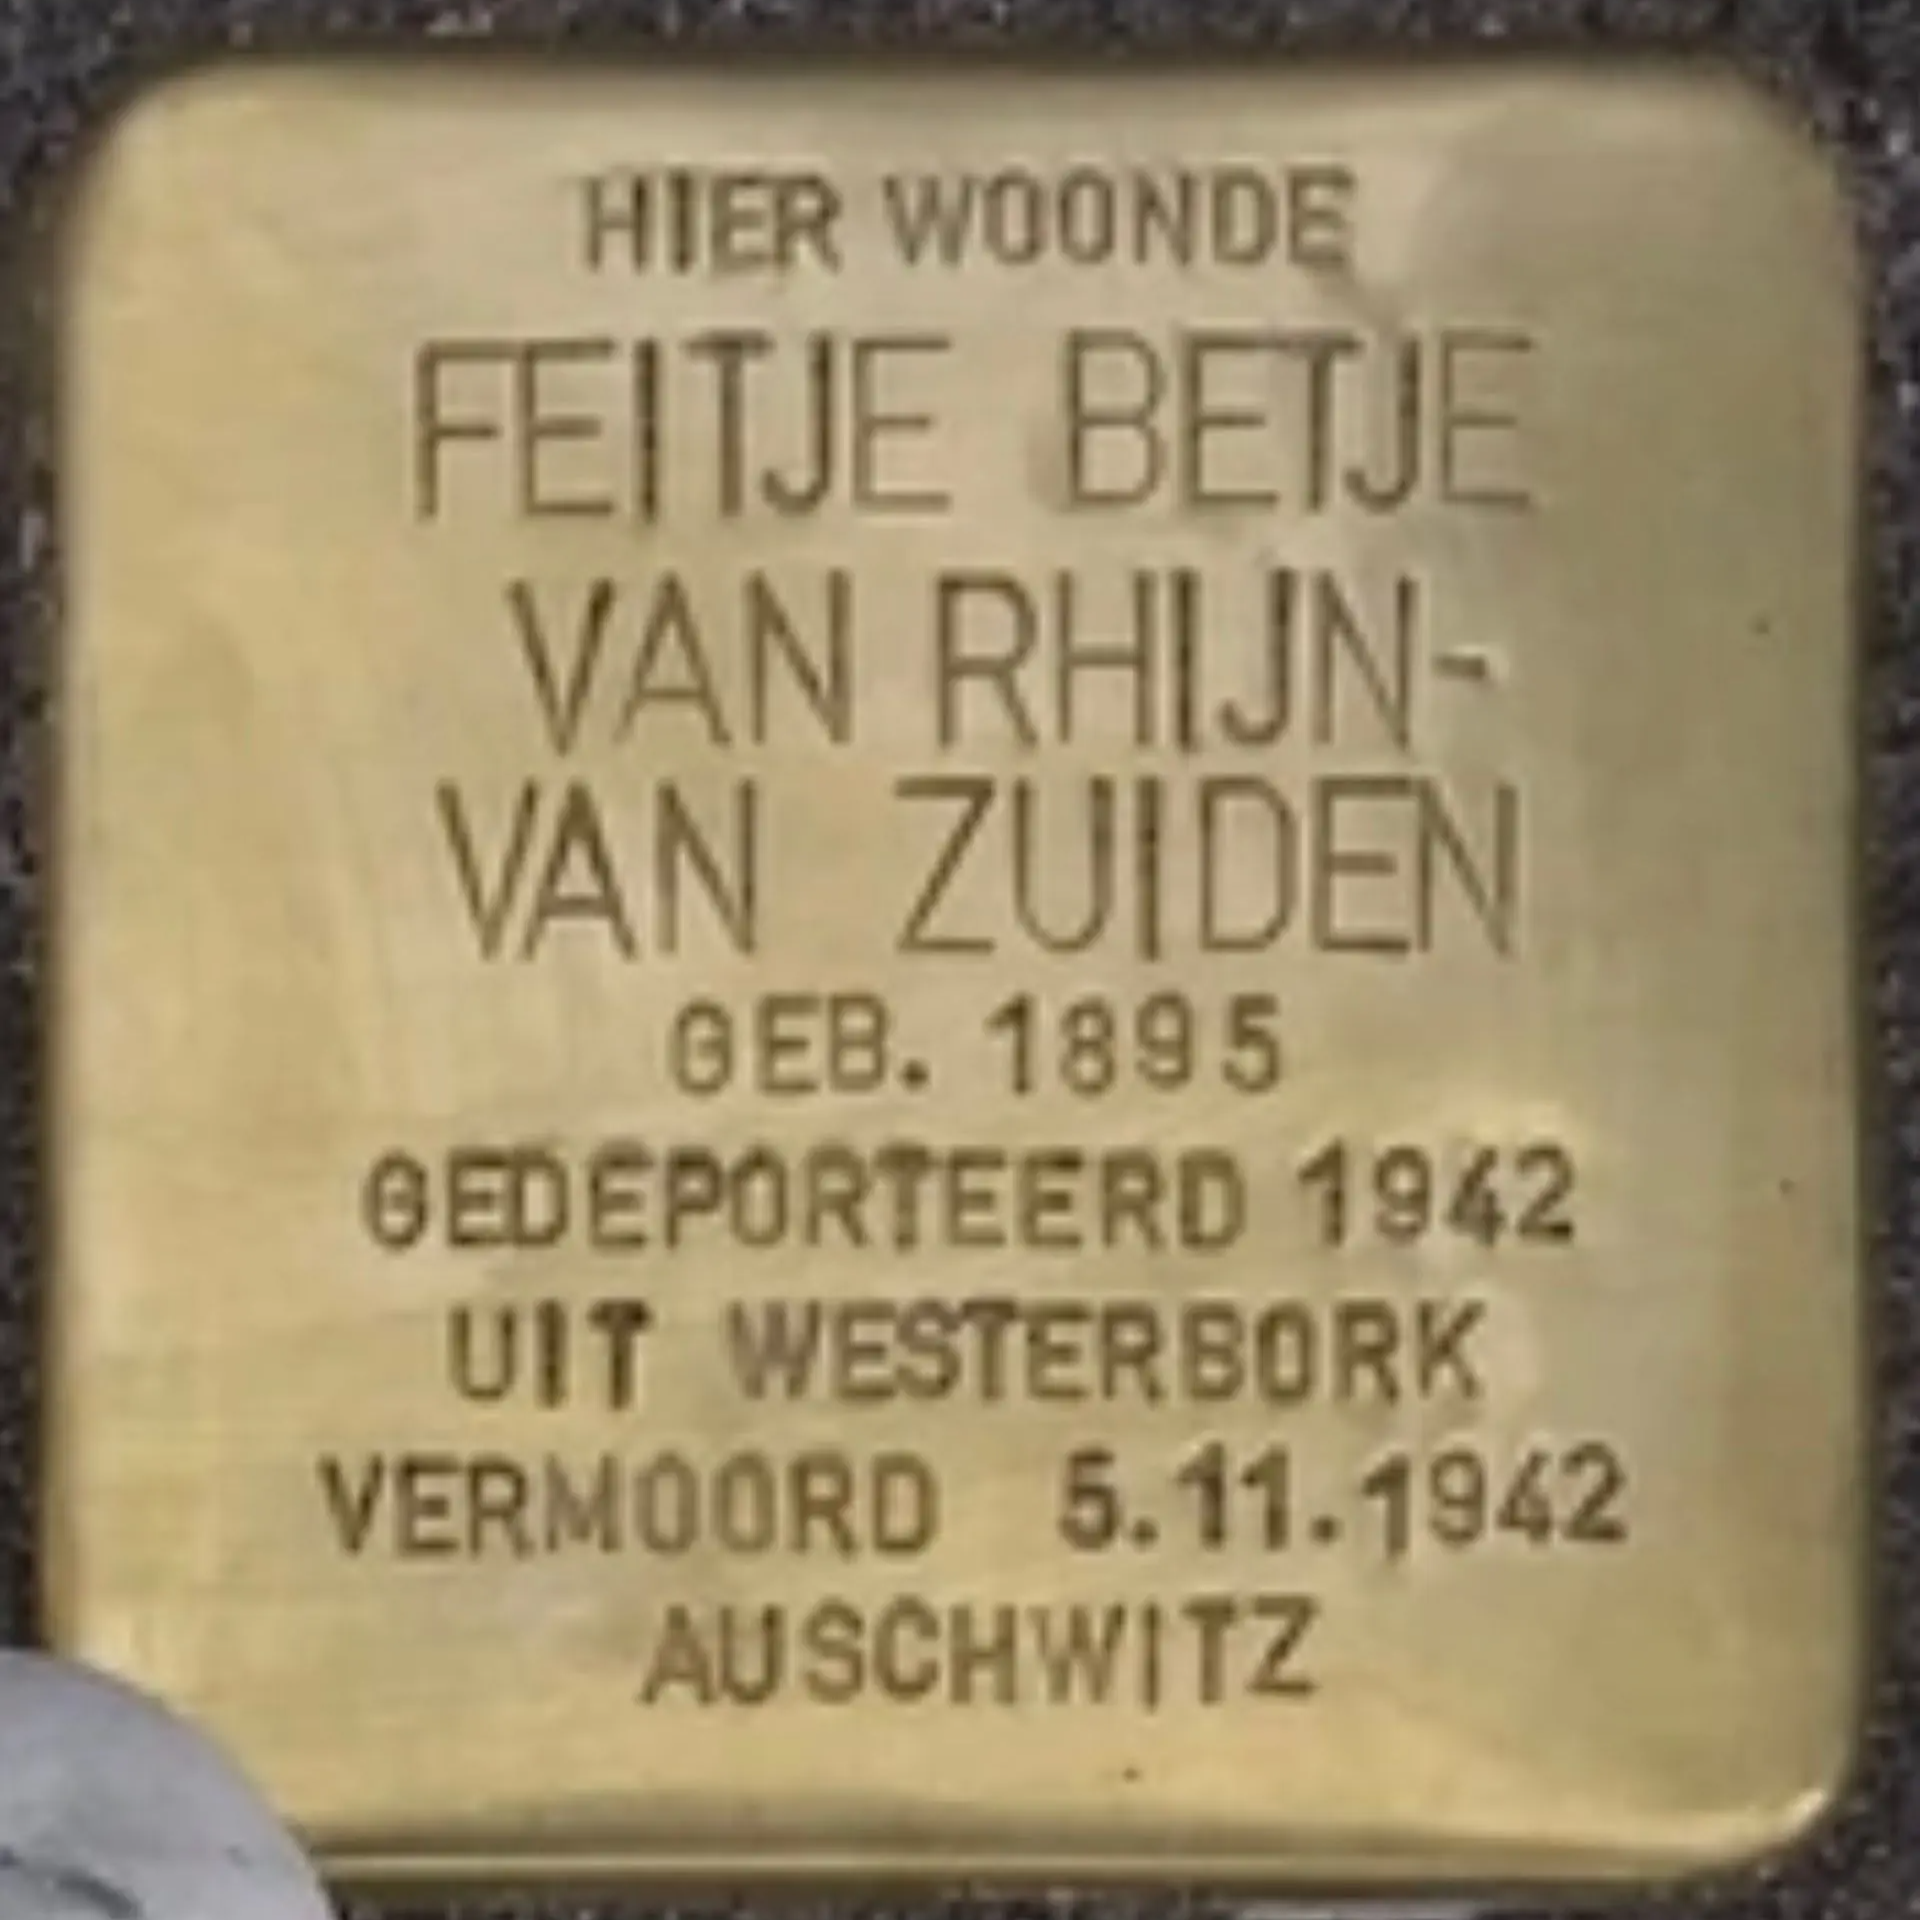 HIER WOONDE
FEITJE BETJE
VAN RHIJN-
VAN ZUIDEN
GEB. 1895
GEDEPORTEERD 1942
UIT WESTERBORK
VERMOORD 5.11.1942
AUSCHWITZ